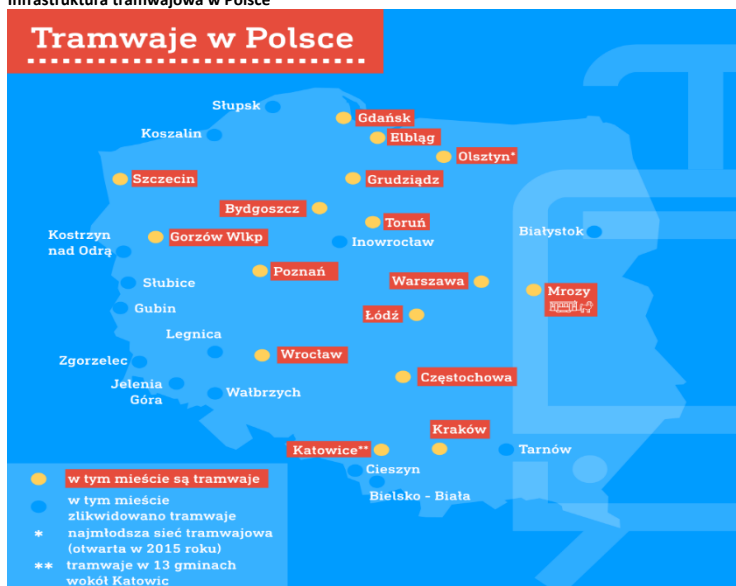 Infrastruktura tramwajowa w Polsce
Tramwaje w Polsce
Słupsk
Gdańsk
Koszalin
Elbląg
Olsztyn*
Szczecin
Grudziądz
Bydgoszcz
Toruń
Kostrzyn
nad Odrą
Gorzów Wlkp
Inowrocław
Białystok
Poznań
Słubice
Warszawa
Mrozy
Gubin
Łódź
Legnica
Zgorzelec
Wrocław
Jelenia
Góra
Wałbrzych
Częstochowa
Kraków
Katowice**
Tarnów
Cieszyn
Bielsko - Biała
w tym mieście są tramwaje
w tym mieście
zlikwidowano tramwaje
* najmłodsza sieć tramwajowa
(otwarta w 2015 roku)
** tramwaje w 13 gminach
wokół Katowic